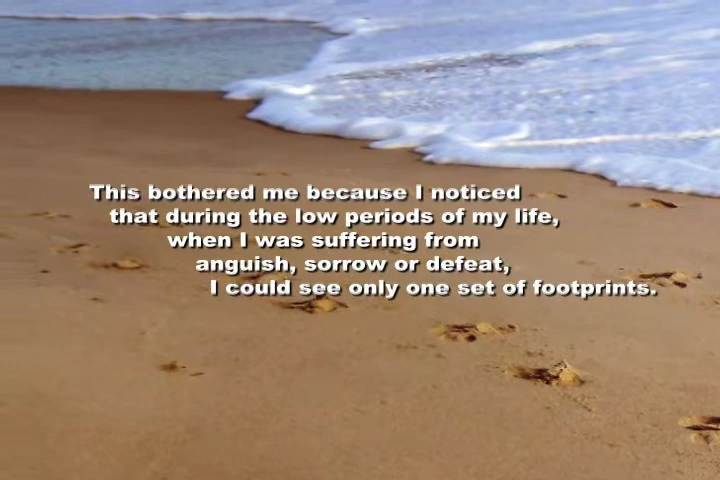 This bothered me because I noticed
that during the low periods of my life,
when I was suffering from
anguish, sorrow or defeat,
I could see only one set of footprints.